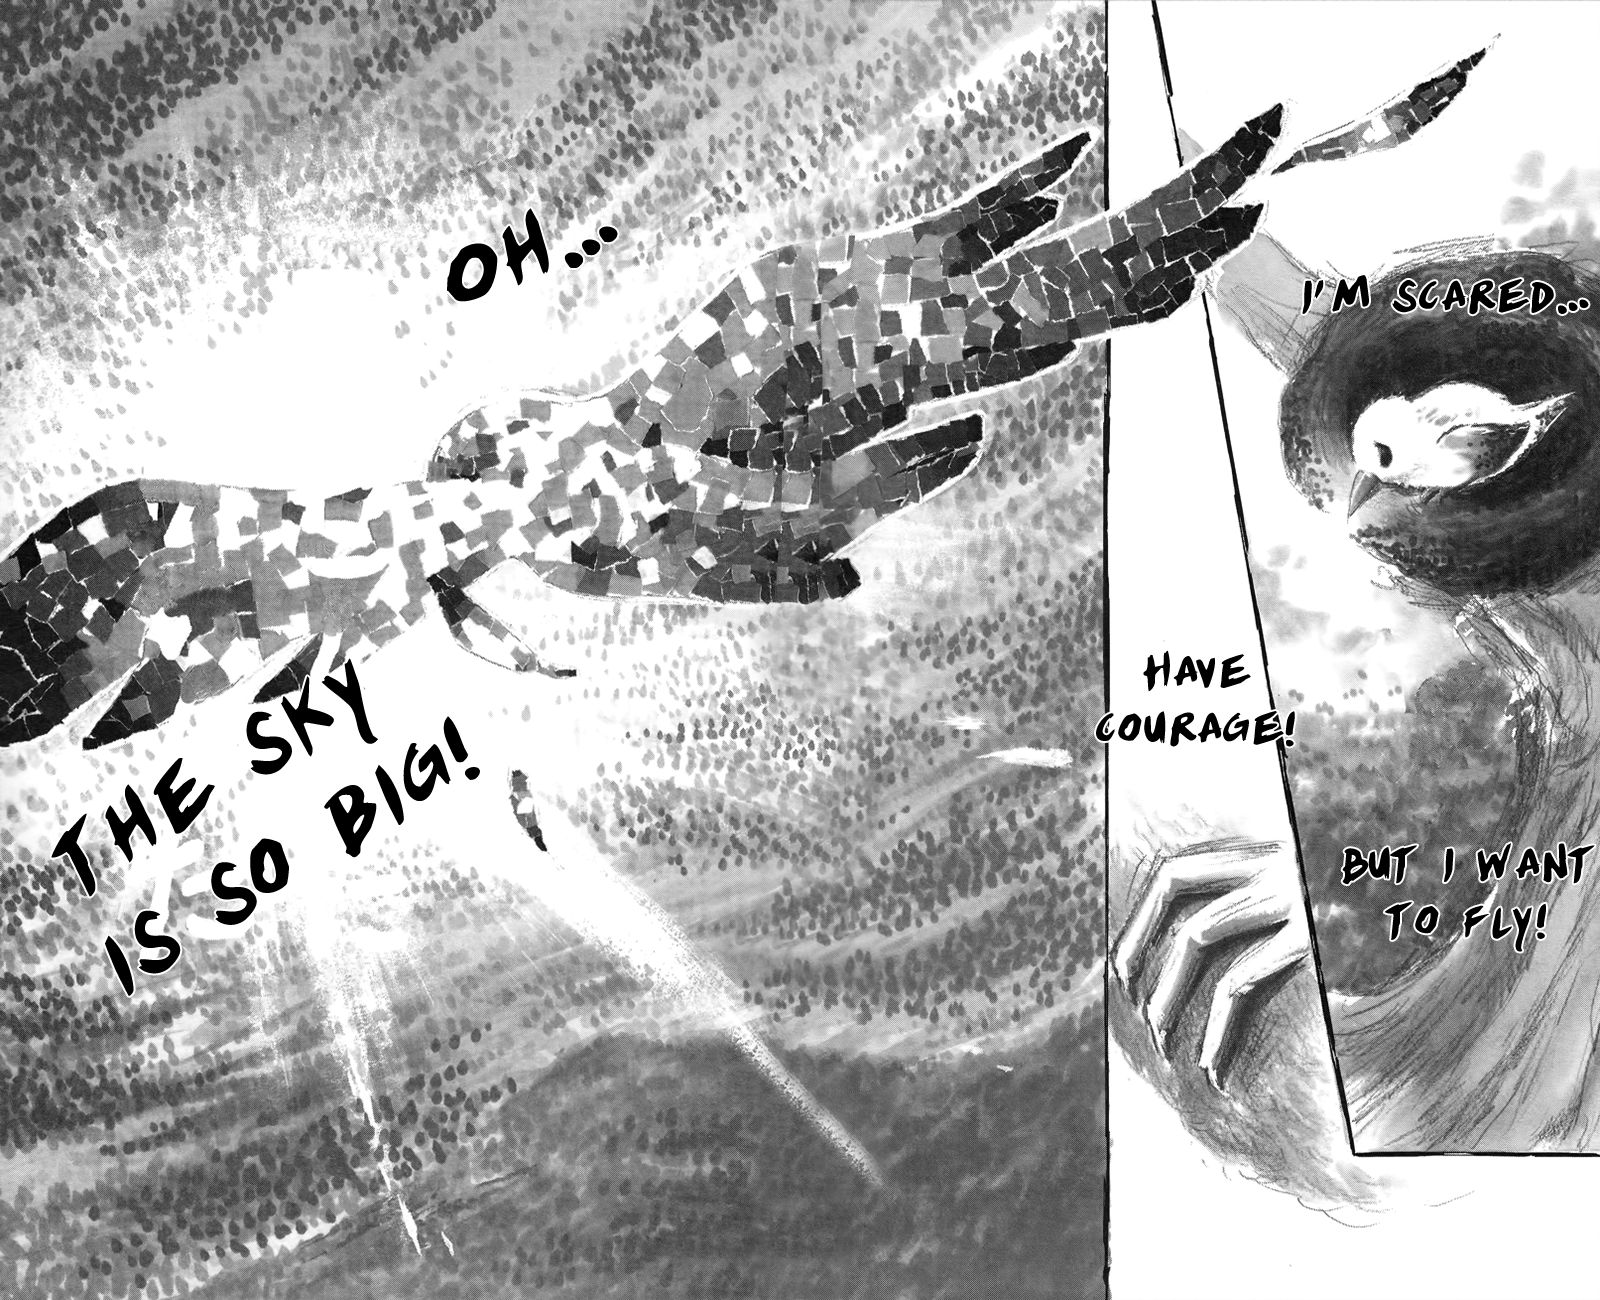 I'M SCARED...
BUT I WANT
TO FLY!
HAVE
COURAGE!
OH...
THE SKY
IS SO BIG!